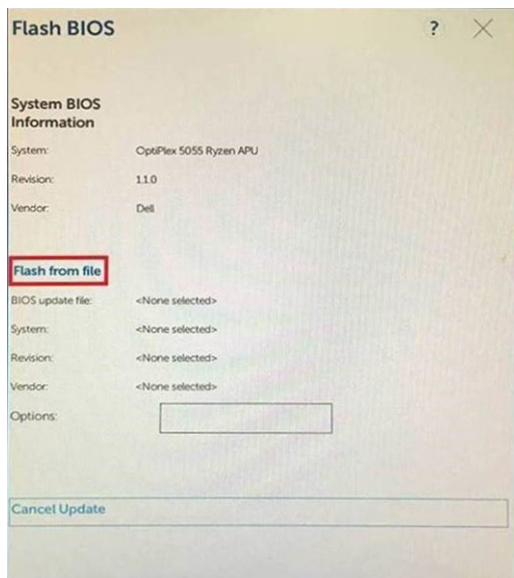 Flash BIOS
?
System BIOS
Information
System: OptiPlex 5055 Ryzen APU
Revision: 1.1.0
Vendor: Dell
Flash from file
BIOS update file: <None selected>
System: <None selected>
Revision: <None selected>
Vendor: <None selected>
Options:
Cancel Update